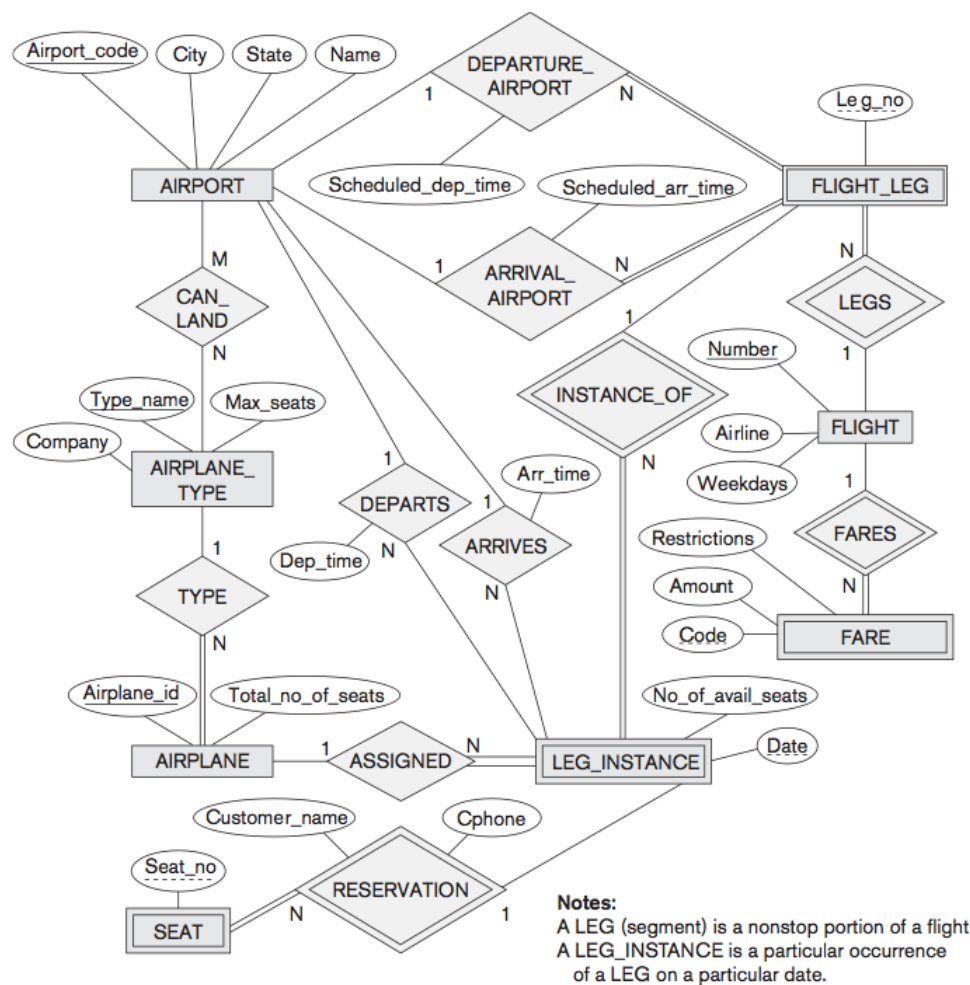 Airport_code
City
State
Name
DEPARTURE_
AIRPORT
1
N
Leg_no
Scheduled_dep_time
Scheduled_arr_time
AIRPORT
FLIGHT_LEG
1
ARRIVAL_
AIRPORT
N
N
M
CAN_
LAND
N
LEGS
1
1
Number
INSTANCE_OF
N
Type_name
Max_seats
Company
AIRPLANE_
TYPE
Airline
FLIGHT
Weekdays
1
1
DEPARTS
N
Dep_time
1
Arr_time
ARRIVES
N
1
FARES
N
Restrictions
Amount
Code
FARE
TYPE
N
Airplane_id
Total_no_of_seats
No_of_avail_seats
Date
AIRPLANE
1
ASSIGNED
N
LEG_INSTANCE
Customer_name
Cphone
Seat_no
RESERVATION
N
1
SEAT
Notes:
A LEG (segment) is a nonstop portion of a flight
A LEG_INSTANCE is a particular occurrence
of a LEG on a particular date.